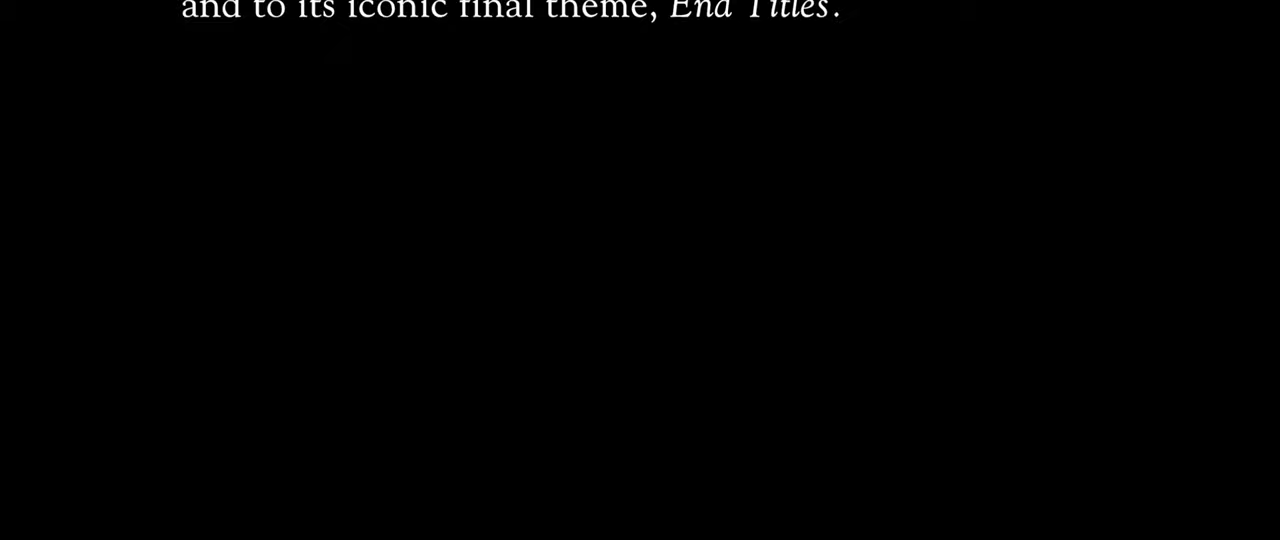 and to its iconic final theme, End Titles.